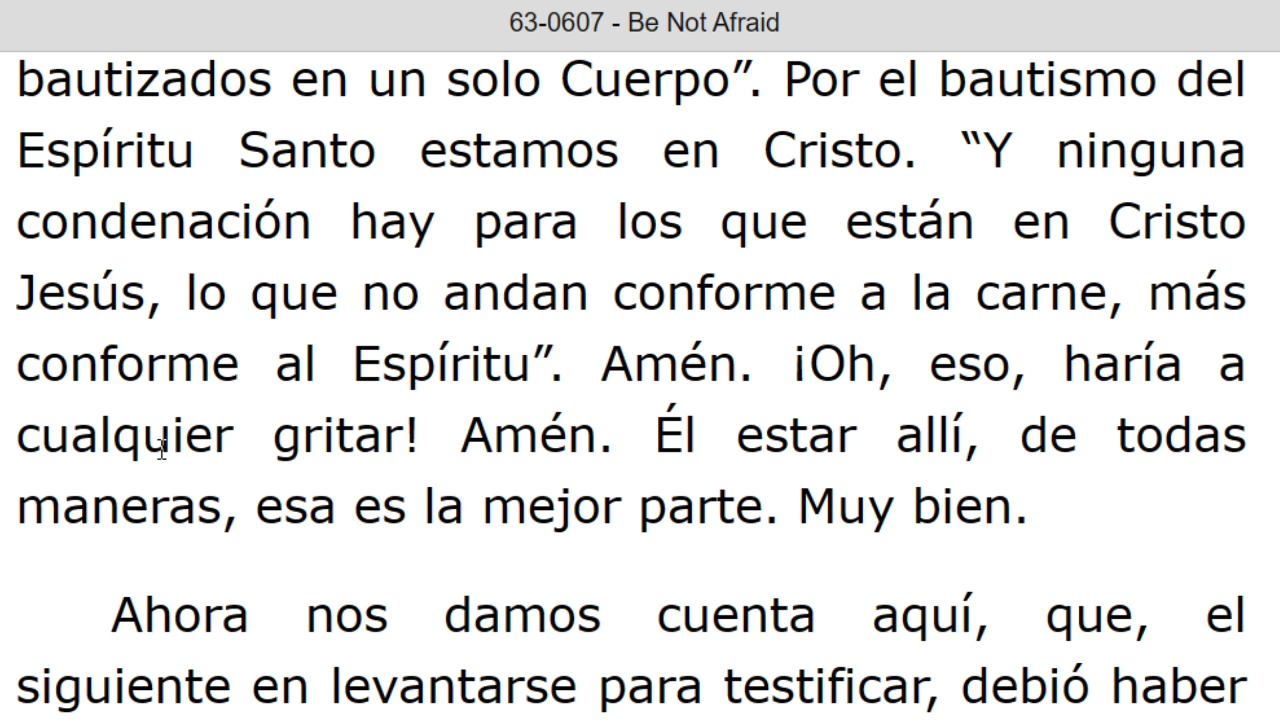 63-0607 - Be Not Afraid
bautizados en un solo Cuerpo”. Por el bautismo del
Espíritu Santo estamos en Cristo. “Y ninguna
condenación hay para los que están en Cristo
Jesús, lo que no andan conforme a la carne, más
conforme al Espíritu”. Amén. ¡Oh, eso, haría a
cualquier gritar! Amén. Él estar allí, de todas
maneras, esa es la mejor parte. Muy bien.
Ahora nos damos cuenta aquí, que, el
siguiente en levantarse para testificar, debió haber